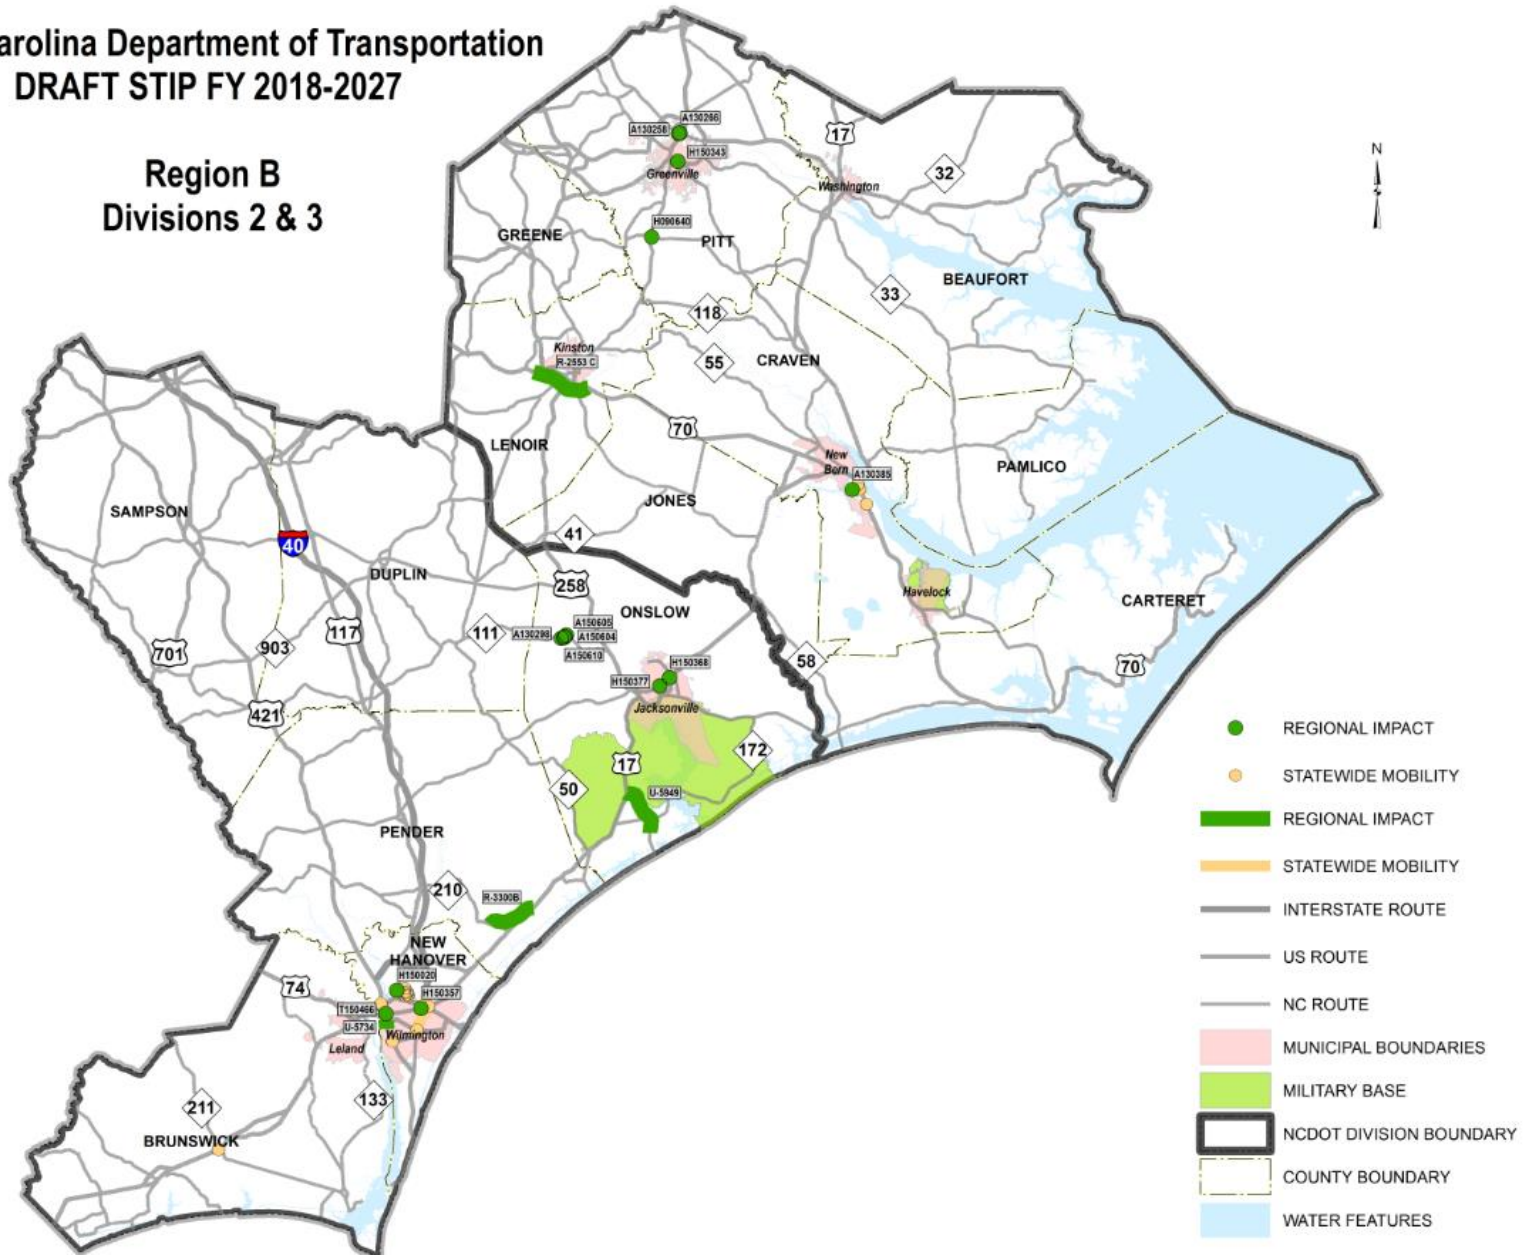 arolina Department of Transportation
DRAFT STIP FY 2018-2027
Region B
Divisions 2 & 3
N
A130266
A130258
H150343
Greenville
17
Washington
32
H090640
GREENE
PITT
BEAUFORT
33
118
Kinston
R-2553 C
55
CRAVEN
70
LENOIR
New
Bern
A130385
PAMLICO
JONES
SAMPSON
41
40
DUPLIN
258
Havelock
CARTERET
ONSLOW
A150605
A130298
A150604
A150610
111
117
903
701
58
70
H150368
H150377
Jacksonville
421
172
17
50
U-5949
PENDER
210
R-3300B
NEW
HANOVER
H150020
H150357
74
T150466
U-5734
Wilmington
Leland
133
211
BRUNSWICK
REGIONAL IMPACT
STATEWIDE MOBILITY
REGIONAL IMPACT
STATEWIDE MOBILITY
INTERSTATE ROUTE
US ROUTE
NC ROUTE
MUNICIPAL BOUNDARIES
MILITARY BASE
NCDOT DIVISION BOUNDARY
COUNTY BOUNDARY
WATER FEATURES